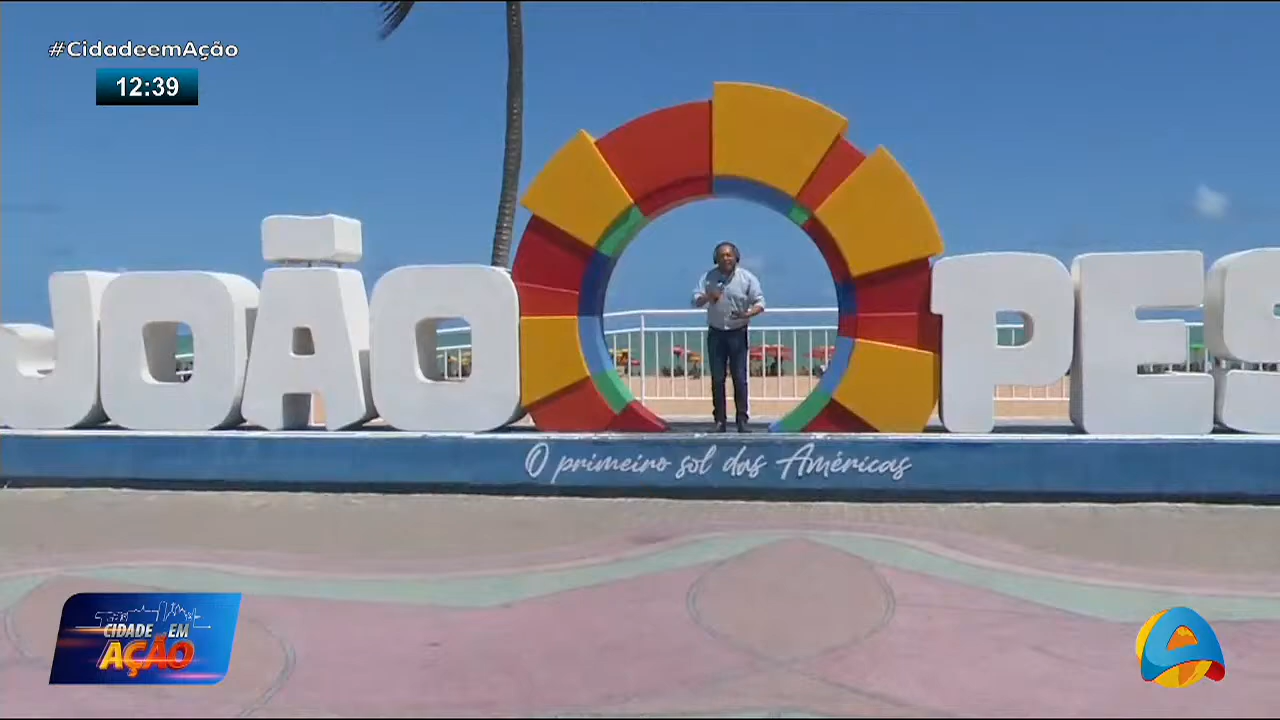 #CidadeemAção
12:39
JOÃO PES
O primeiro sol das Américas
CIDADE EM
AÇÃO